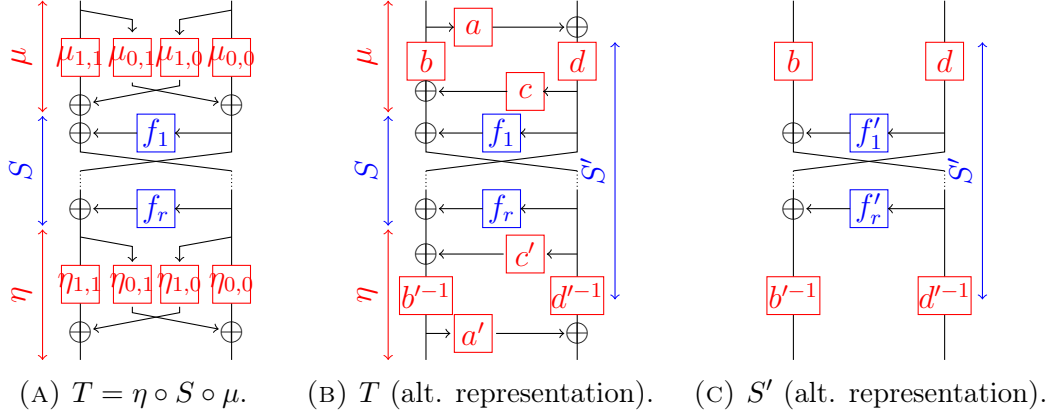 μ
S
η
μ₁,₁ μ₀,₁ μ₁,₀ μ₀,₀
f₁
fᵣ
η₁,₁ η₀,₁ η₁,₀ η₀,₀
(A) T = η ∘ S ∘ μ.
μ
S
η
a
b d
c
f₁
fᵣ
c′
b′⁻¹ d′⁻¹
a′
S′
(B) T (alt. representation).
b d
f′₁
f′ᵣ
b′⁻¹ d′⁻¹
S′
(C) S′ (alt. representation).